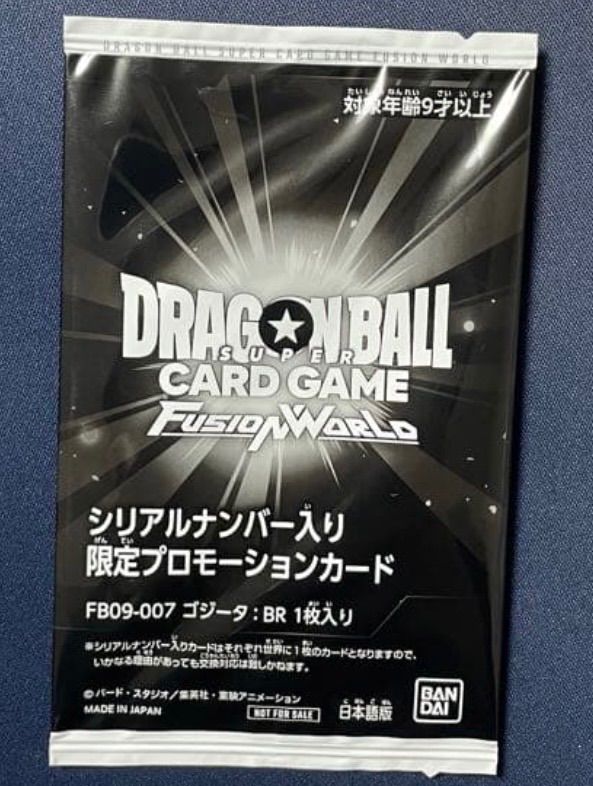 DRAGON BALL SUPER CARD GAME FUSION WORLD
対象年齢9才以上
DRAGON BALL
SUPER
CARD GAME
FUSION WORLD
シリアルナンバー入り
限定プロモーションカード
FB09-007 ゴジータ：BR 1枚入り
※シリアルナンバー入りカードはそれぞれ世界に1枚のカードとなりますので、
いかなる理由があっても交換対応は致しかねます。
©バード・スタジオ／集英社・東映アニメーション
MADE IN JAPAN
NOT FOR SALE
日本語版
BAN
DAI